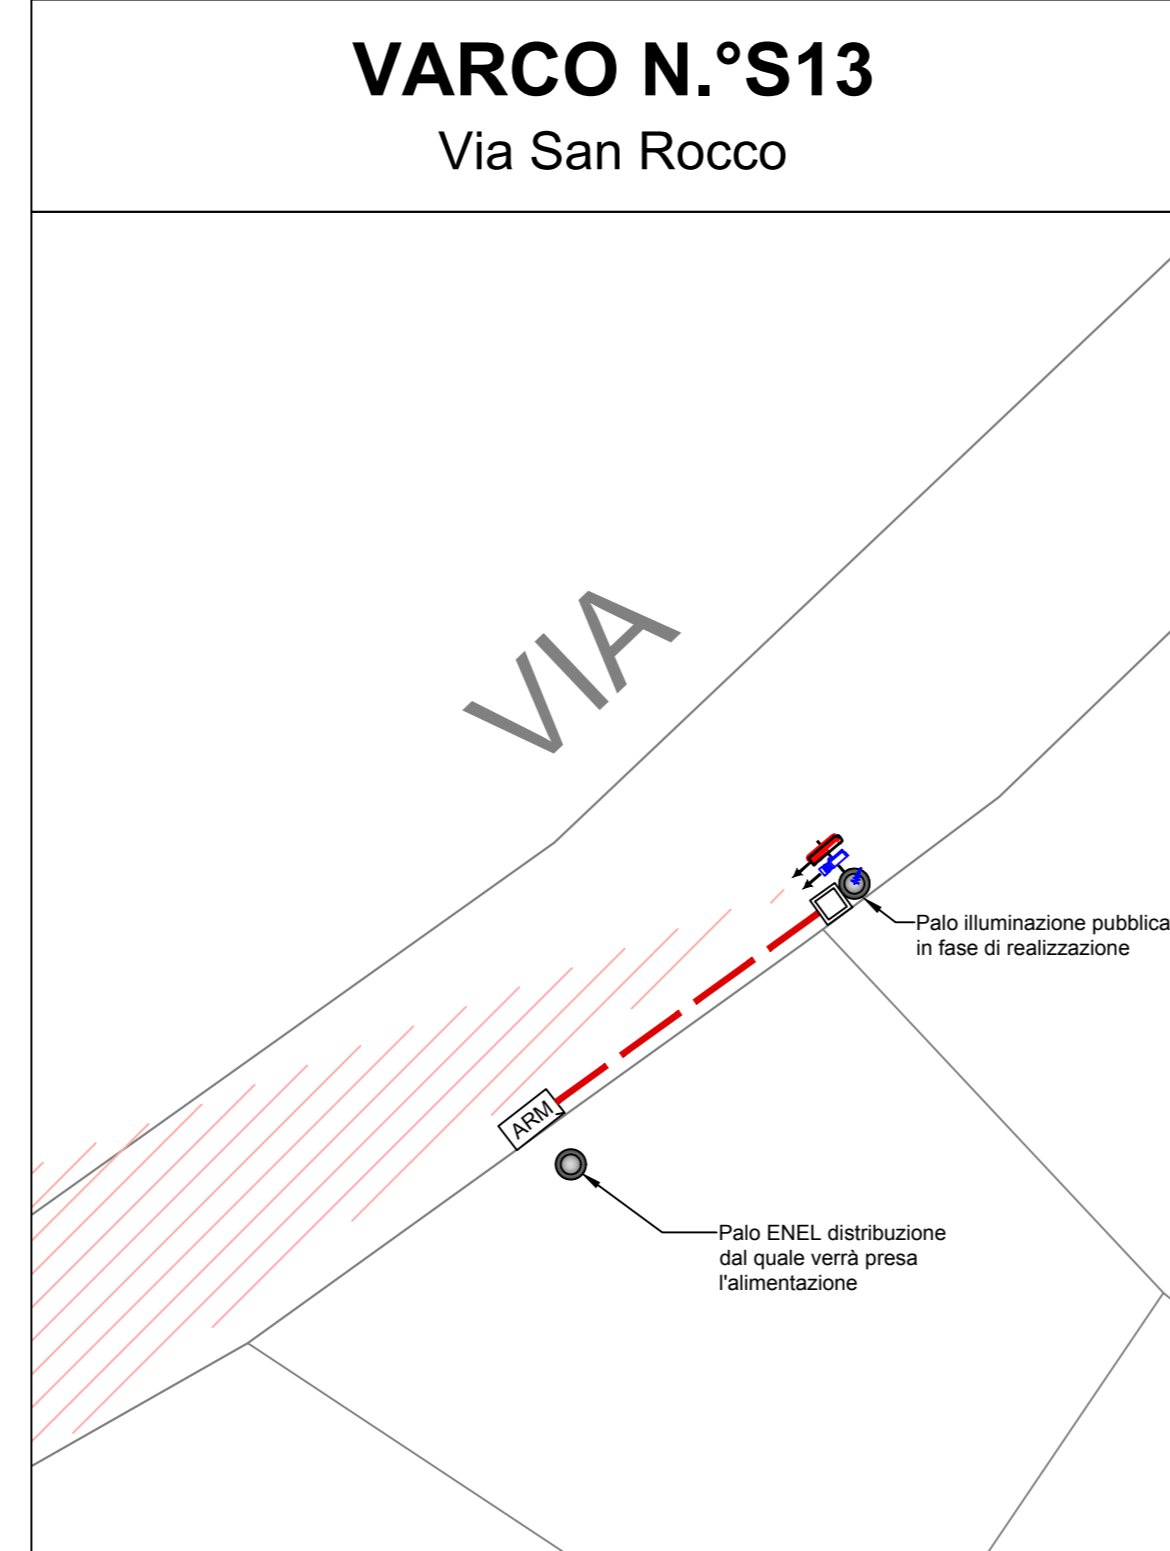 VARCO N.°S13
Via San Rocco
VIA
Palo illuminazione pubblica
in fase di realizzazione
ARM
Palo ENEL distribuzione
dal quale verrà presa
l'alimentazione